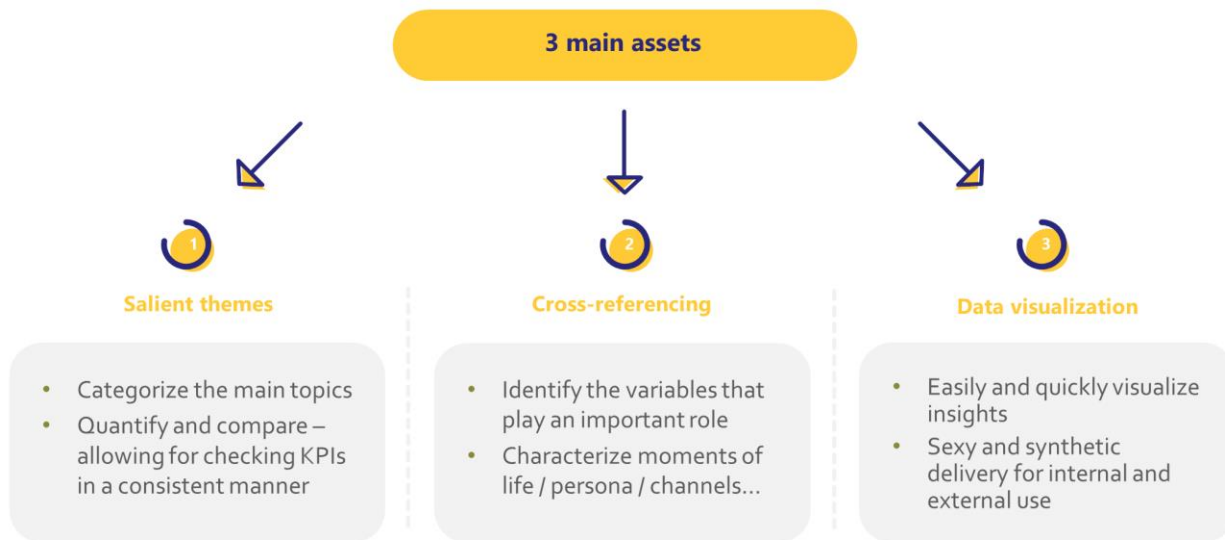 3 main assets
1
Salient themes
• Categorize the main topics
• Quantify and compare –
allowing for checking KPIs
in a consistent manner
2
Cross-referencing
• Identify the variables that
play an important role
• Characterize moments of
life / persona / channels...
3
Data visualization
• Easily and quickly visualize
insights
• Sexy and synthetic
delivery for internal and
external use